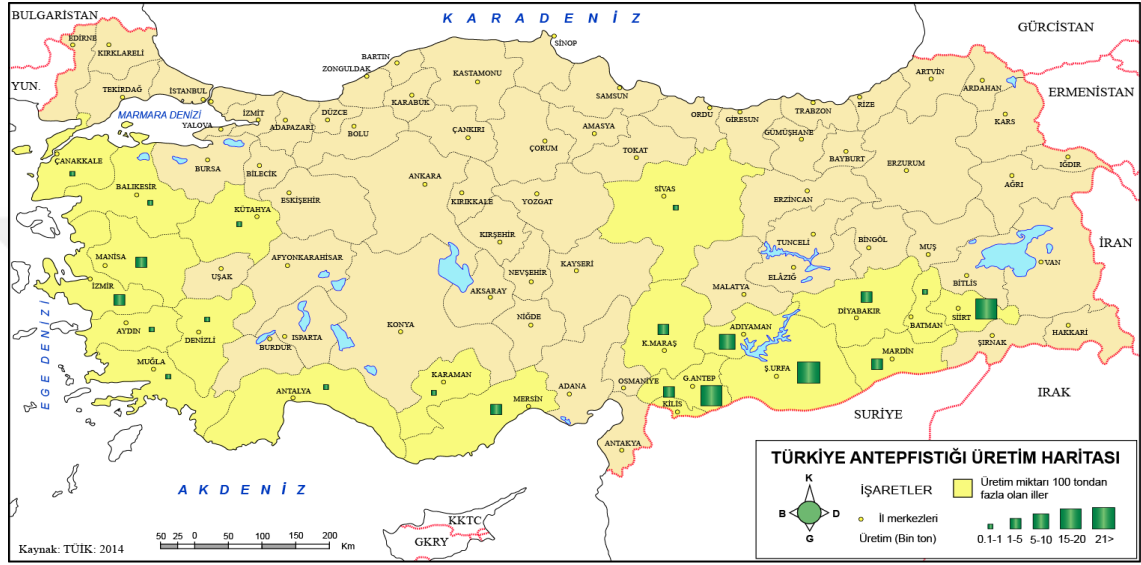 BULGARİSTAN
K A R A D E N İ Z
GÜRCİSTAN
EDİRNE
KIRKLARELİ
SİNOP
BARTIN
ZONGULDAK
KASTAMONU
ARTVİN
ARDAHAN
YUN.
TEKİRDAĞ
İSTANBUL
KARABÜK
SAMSUN
ORDU
GİRESUN
TRABZON
RİZE
ERMENİSTAN
MARMARA DENİZİ
İZMİT
ADAPAZARI
DÜZCE
BOLU
YALOVA
ÇANKIRI
ÇORUM
AMASYA
TOKAT
GÜMÜŞHANE
BAYBURT
ERZURUM
KARS
IĞDIR
ÇANAKKALE
BALIKESİR
BURSA
BİLECİK
ESKİŞEHİR
ANKARA
KIRIKKALE
YOZGAT
SİVAS
ERZİNCAN
AĞRI
KÜTAHYA
KIRŞEHİR
TUNCELİ
BİNGÖL
MUŞ
VAN
İRAN
MANİSA
UŞAK
AFYONKARAHİSAR
NEVŞEHİR
KAYSERİ
ELÂZIĞ
BİTLİS
İZMİR
AKSARAY
MALATYA
DİYABAKIR
BATMAN
SİİRT
HAKKARİ
EGE DENİZİ
AYDIN
DENİZLİ
BURDUR
ISPARTA
KONYA
NİĞDE
K.MARAŞ
ADIYAMAN
MARDİN
ŞIRNAK
MUĞLA
ANTALYA
KARAMAN
MERSİN
ADANA
OSMANİYE
G.ANTEP
Ş.URFA
KİLİS
IRAK
SURİYE
ANTAKYA
A K D E N İ Z
KKTC
GKRY
TÜRKİYE ANTEPFISTIĞI ÜRETİM HARİTASI
K
B D
G
İŞARETLER
Üretim miktarı 100 tondan
fazla olan iller
İl merkezleri
Üretim (Bin ton)
0.1-1 1-5 5-10 15-20 21>
50 25 0 50 100 150 200
Km
Kaynak: TÜİK: 2014